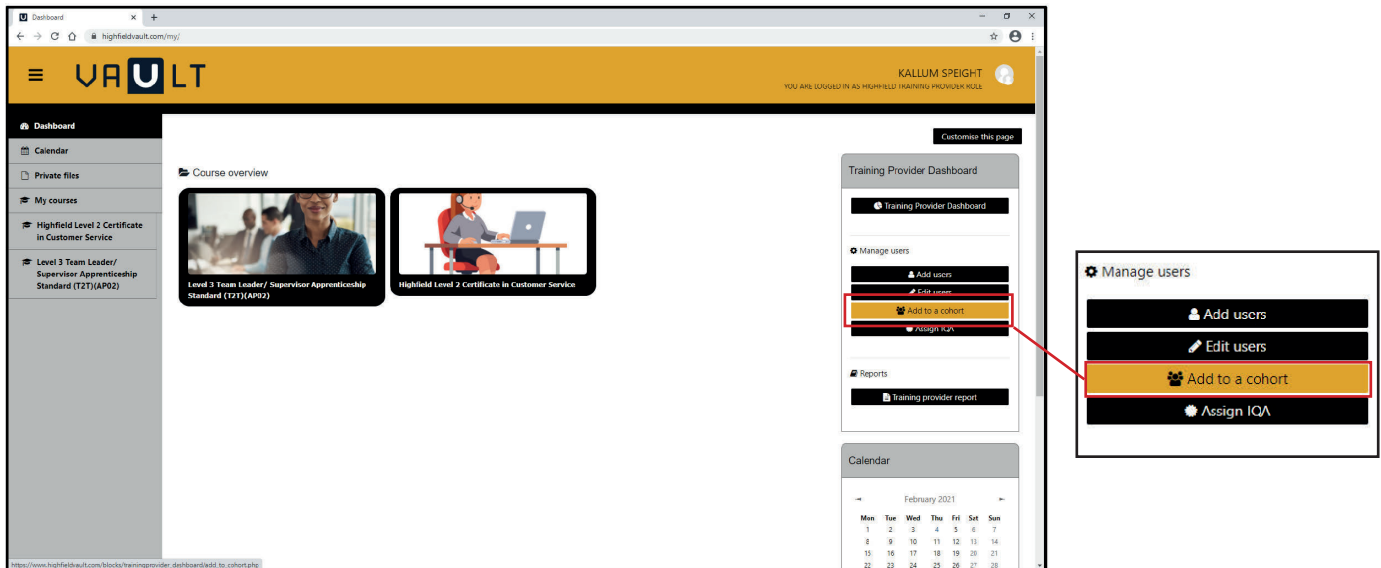 Dashboard
highfieldvault.com/my/
VAULT
KALLUM SPEIGHT
YOU ARE LOGGED IN AS HIGHFIELD TRAINING PROVIDER ROLE
Dashboard
Calendar
Private files
My courses
Highfield Level 2 Certificate
in Customer Service
Level 3 Team Leader/
Supervisor Apprenticeship
Standard (T2T)(AP02)
Customise this page
Course overview
Level 3 Team Leader/ Supervisor Apprenticeship
Standard (T2T)(AP02)
Highfield Level 2 Certificate in Customer Service
Training Provider Dashboard
Training Provider Dashboard
Manage users
Add users
Edit users
Add to a cohort
Assign IQA
Reports
Training provider report
Calendar
February 2021
Mon Tue Wed Thu Fri Sat Sun
1 2 3 4 5 6 7
8 9 10 11 12 13 14
15 16 17 18 19 20 21
22 23 24 25 26 27 28
https://www.highfieldvault.com/blocks/trainingprovider_dashboard/add_to_cohort.php
Manage users
Add users
Edit users
Add to a cohort
Assign IQA